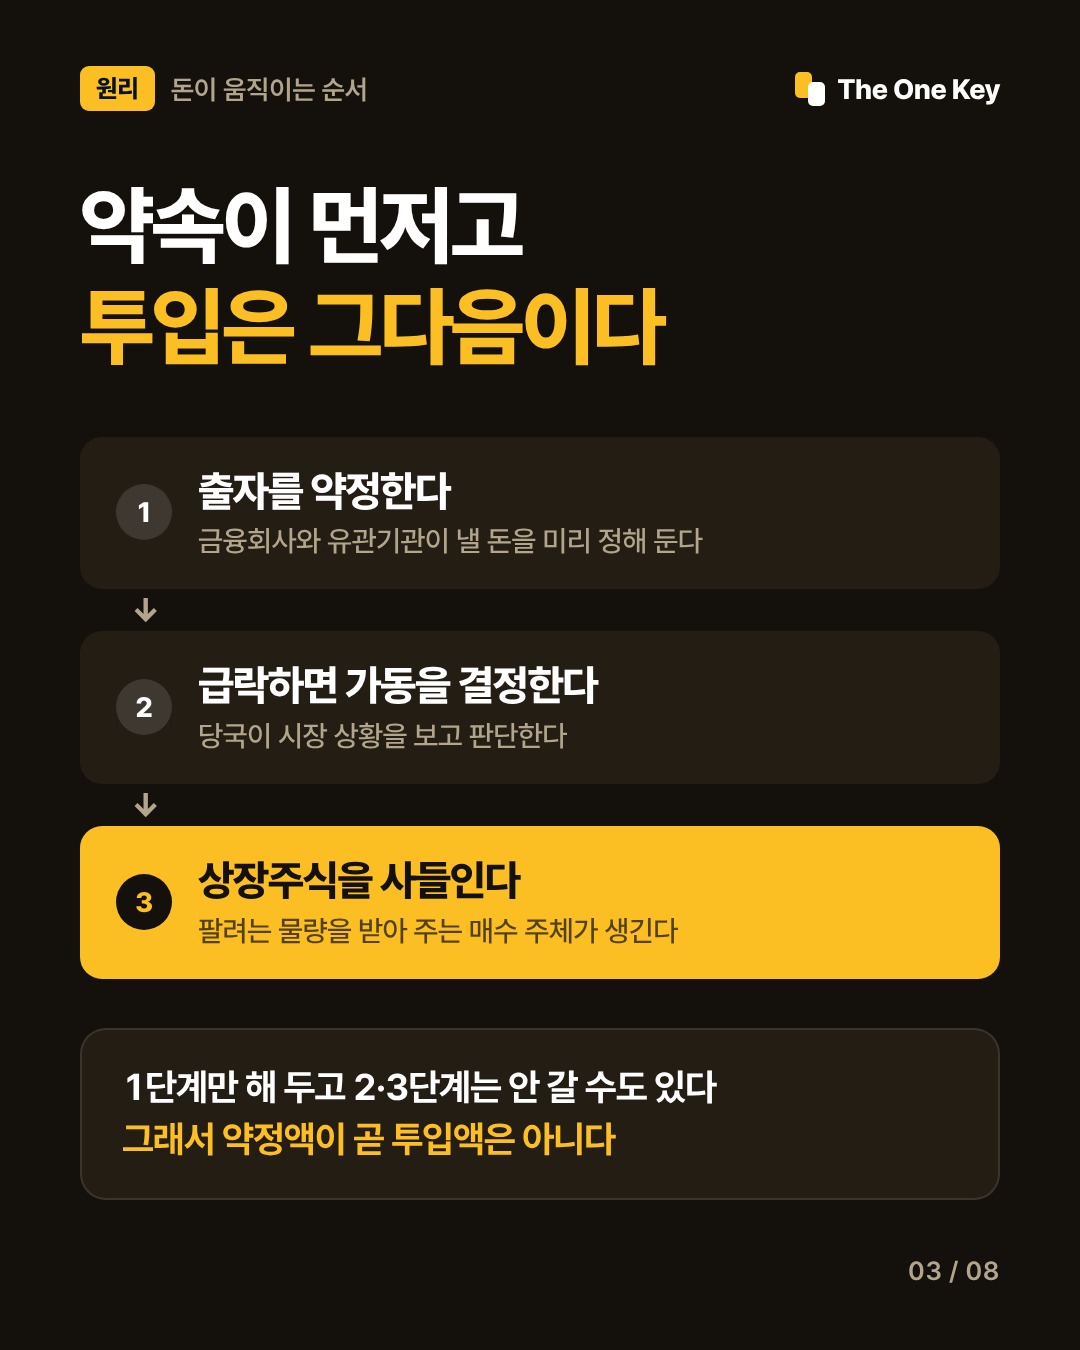 원리 돈이 움직이는 순서
The One Key
약속이 먼저고
투입은 그다음이다
1
출자를 약정한다
금융회사와 유관기관이 낼 돈을 미리 정해 둔다
↓
2
급락하면 가동을 결정한다
당국이 시장 상황을 보고 판단한다
↓
3
상장주식을 사들인다
팔려는 물량을 받아 주는 매수 주체가 생긴다
1단계만 해 두고 2·3단계는 안 갈 수도 있다
그래서 약정액이 곧 투입액은 아니다
03 / 08